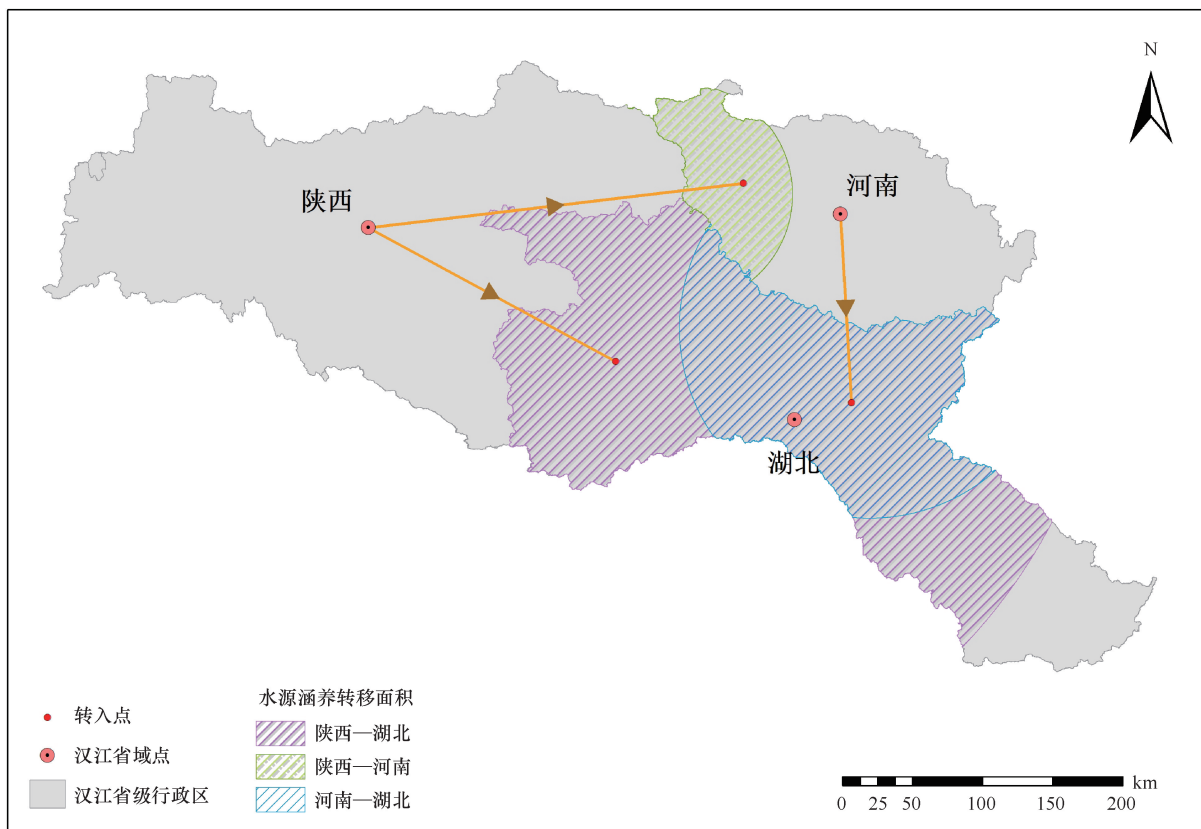 N
陕西
河南
湖北
转入点
汉江省域点
汉江省级行政区
水源涵养转移面积
陕西—湖北
陕西—河南
河南—湖北
km
0 25 50 100 150 200